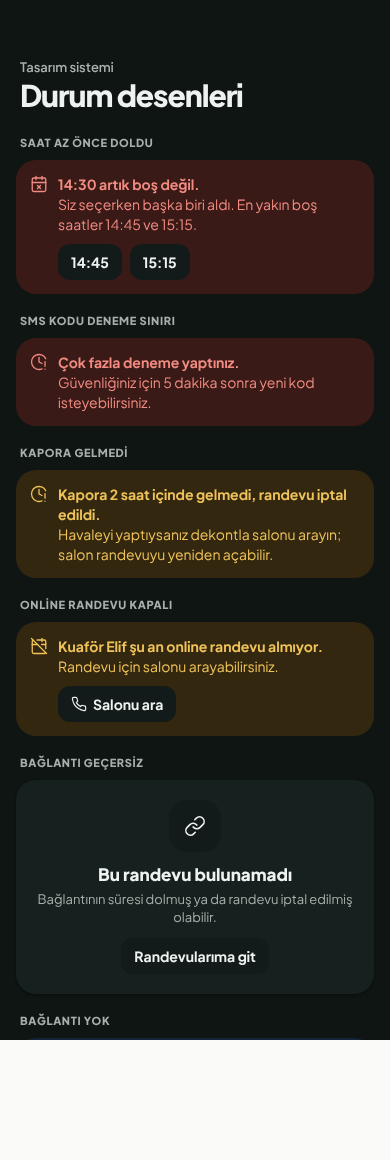 Tasarım sistemi
Durum desenleri
SAAT AZ ÖNCE DOLDU
14:30 artık boş değil.
Siz seçerken başka biri aldı. En yakın boş
saatler 14:45 ve 15:15.
14:45
15:15
SMS KODU DENEME SINIRI
Çok fazla deneme yaptınız.
Güvenliğiniz için 5 dakika sonra yeni kod
isteyebilirsiniz.
KAPORA GELMEDİ
Kapora 2 saat içinde gelmedi, randevu iptal
edildi.
Havaleyi yaptıysanız dekontla salonu arayın;
salon randevuyu yeniden açabilir.
ONLİNE RANDEVU KAPALI
Kuaför Elif şu an online randevu almıyor.
Randevu için salonu arayabilirsiniz.
Salonu ara
BAĞLANTI GEÇERSİZ
Bu randevu bulunamadı
Bağlantının süresi dolmuş ya da randevu iptal edilmiş
olabilir.
Randevularıma git
BAĞLANTI YOK